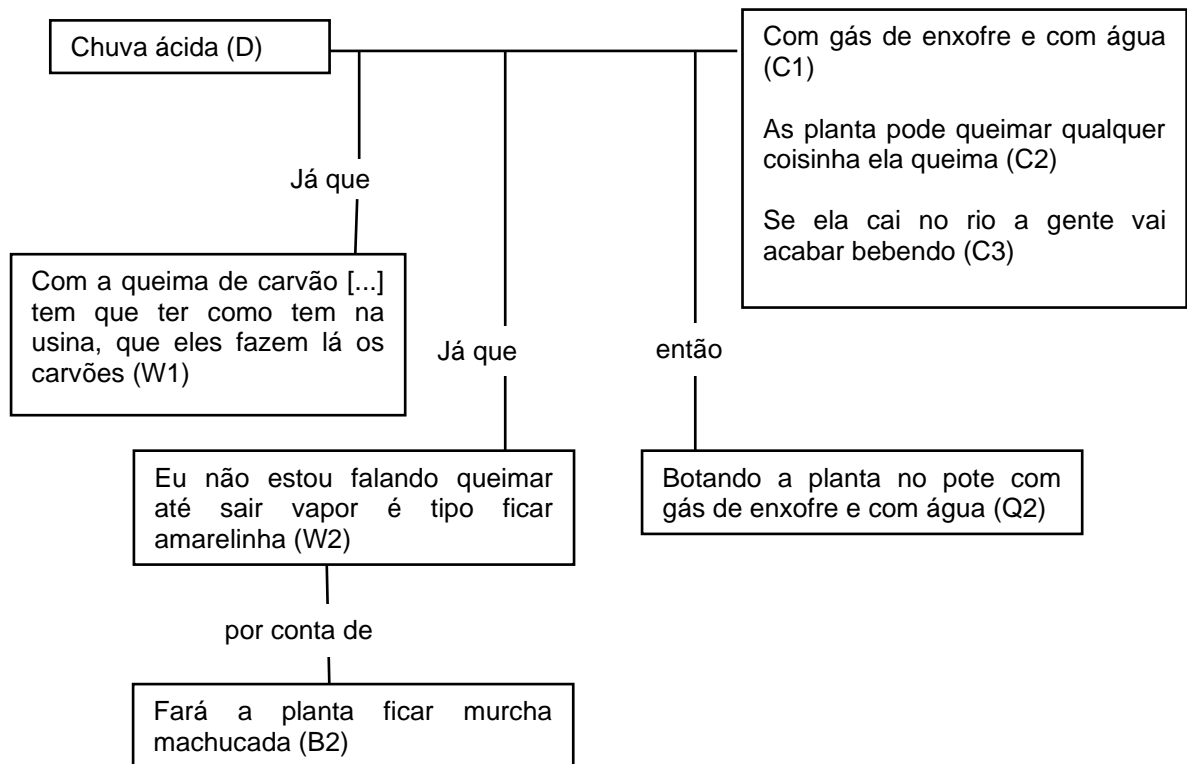 Chuva ácida (D)
Com gás de enxofre e com água
(C1)
As planta pode queimar qualquer
coisinha ela queima (C2)
Se ela cai no rio a gente vai
acabar bebendo (C3)
Já que
Com a queima de carvão [...]
tem que ter como tem na
usina, que eles fazem lá os
carvões (W1)
Já que
então
Eu não estou falando queimar
até sair vapor é tipo ficar
amarelinha (W2)
Botando a planta no pote com
gás de enxofre e com água (Q2)
por conta de
Fará a planta ficar murcha
machucada (B2)